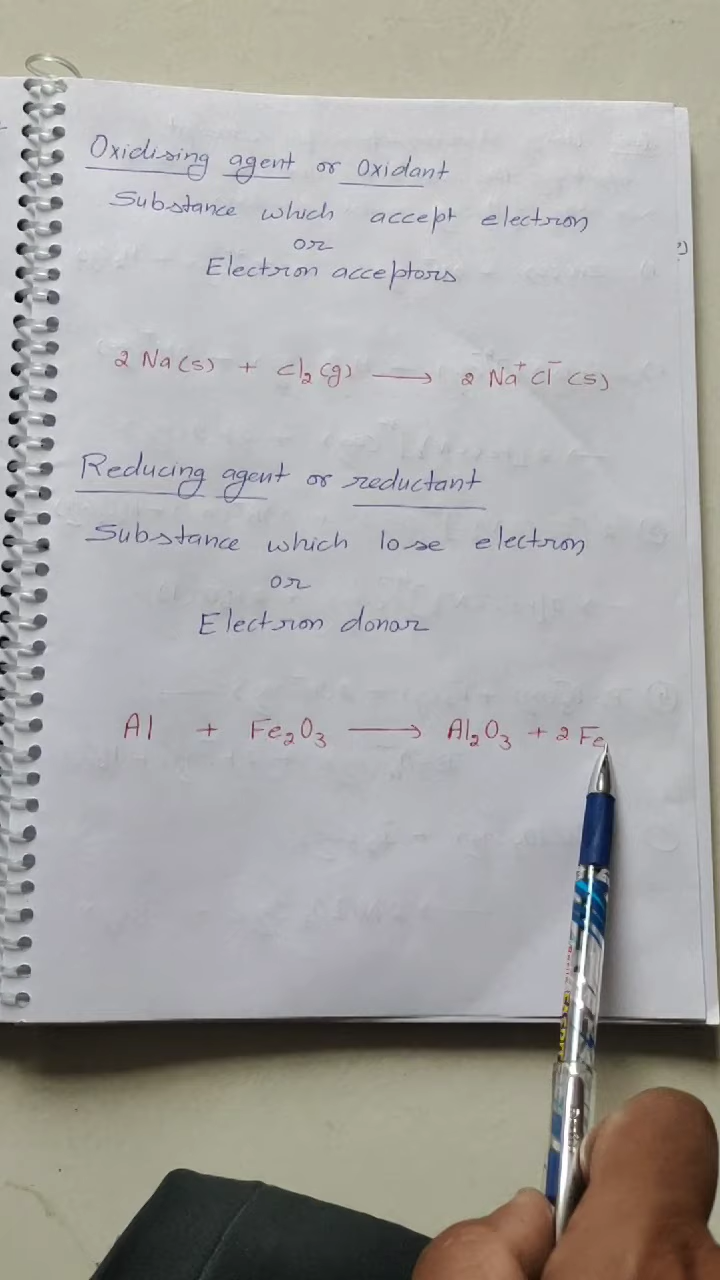 Oxidising agent or Oxidant
Substance which accept electron
or
Electron acceptors
2 Na(s) + Cl₂(g) ⟶ 2 Na⁺Cl⁻(s)
Reducing agent or reductant
Substance which lose electron
or
Electron donar
Al + Fe₂O₃ ⟶ Al₂O₃ + 2 Fe